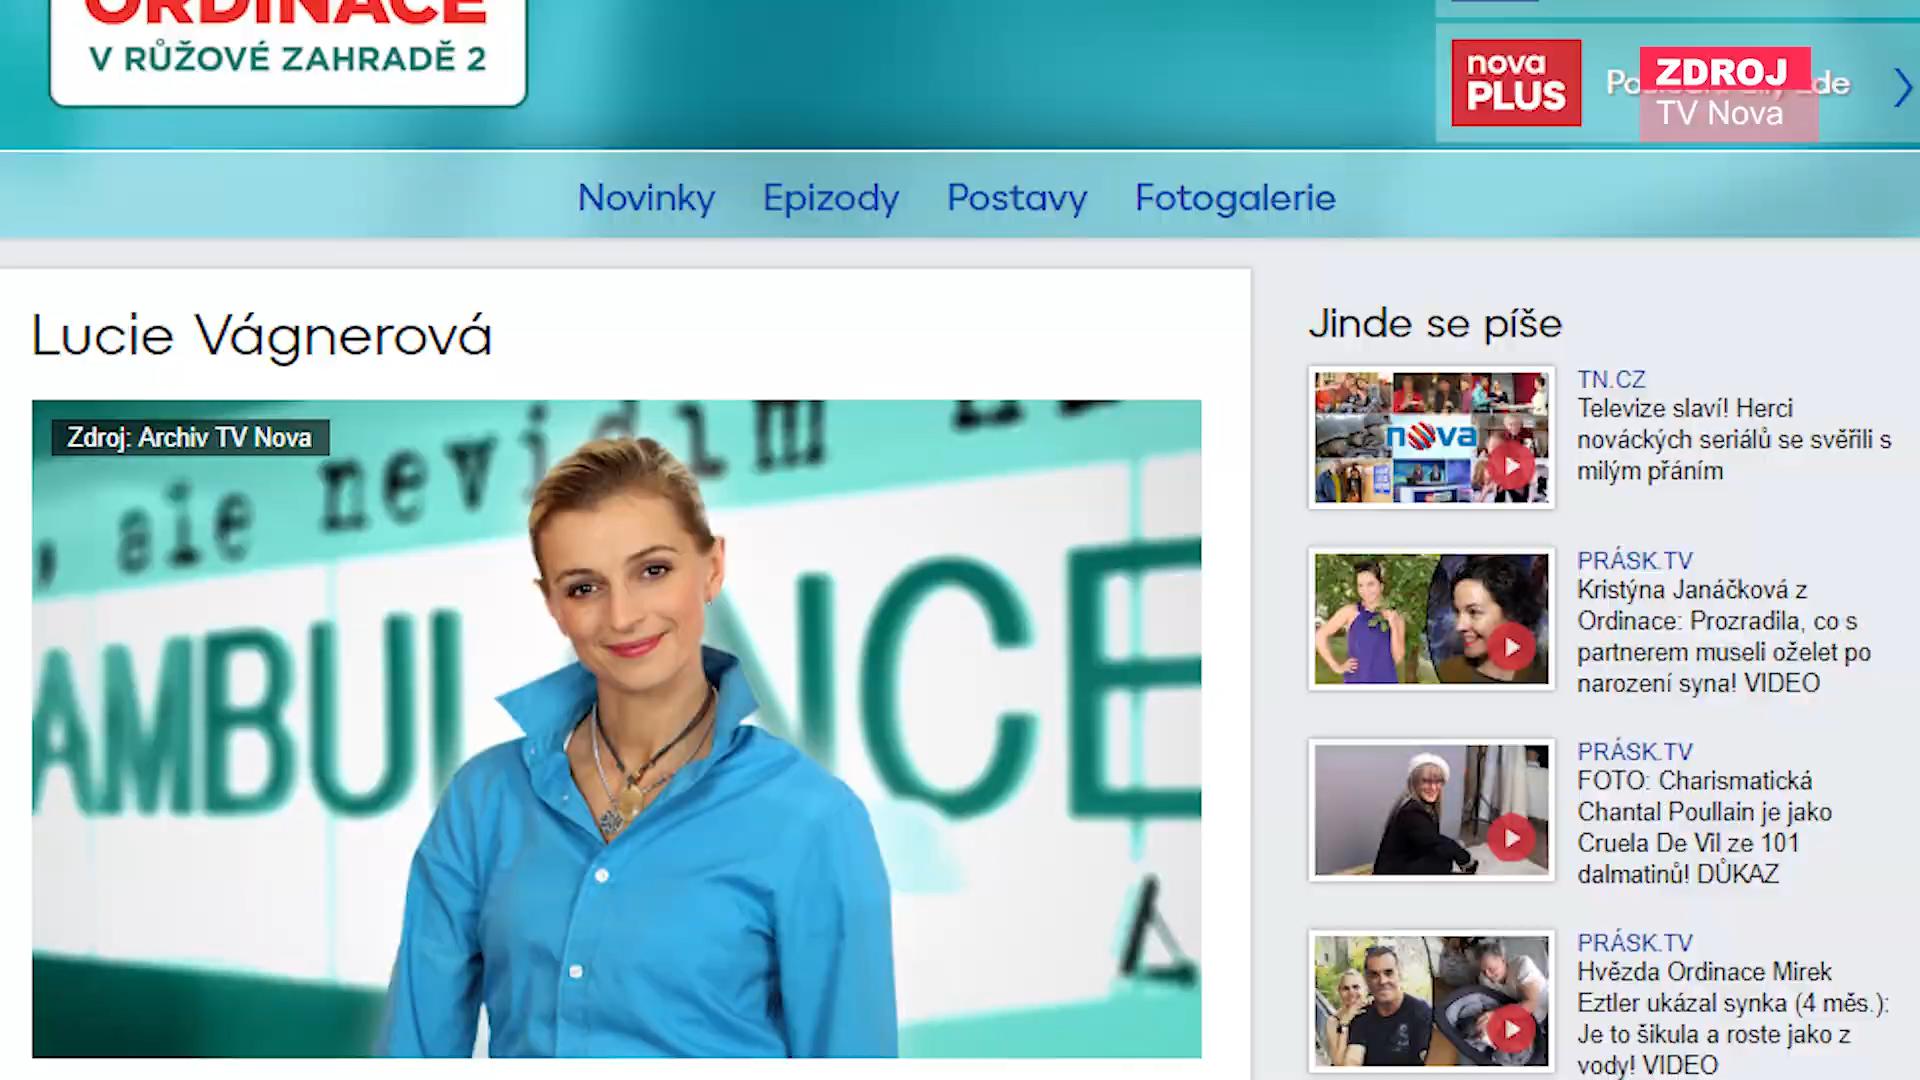 ORDINACE
V RŮŽOVÉ ZAHRADĚ 2
nova
PLUS
ZDROJ
TV Nova
Novinky Epizody Postavy Fotogalerie
Lucie Vágnerová
Zdroj: Archiv TV Nova
, ale nevidím
AMBULANCE
Jinde se píše
nova
TN.CZ
Televize slaví! Herci
nováckých seriálů se svěřili s
milým přáním
PRÁSK.TV
Kristýna Janáčková z
Ordinace: Prozradila, co s
partnerem museli oželet po
narození syna! VIDEO
PRÁSK.TV
FOTO: Charismatická
Chantal Poullain je jako
Cruela De Vil ze 101
dalmatinů! DŮKAZ
PRÁSK.TV
Hvězda Ordinace Mirek
Eztler ukázal synka (4 měs.):
Je to šikula a roste jako z
vody! VIDEO